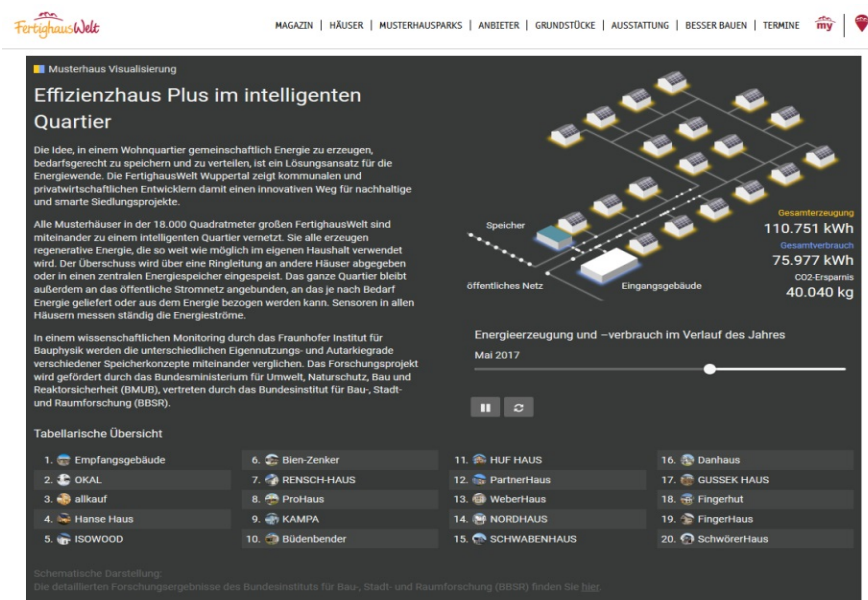 FertighausWelt
MAGAZIN | HÄUSER | MUSTERHAUSPARKS | ANBIETER | GRUNDSTÜCKE | AUSSTATTUNG | BESSER BAUEN | TERMINE
my
Musterhaus Visualisierung
Effizienzhaus Plus im intelligenten
Quartier
Die Idee, in einem Wohnquartier gemeinschaftlich Energie zu erzeugen,
bedarfsgerecht zu speichern und zu verteilen, ist ein Lösungsansatz für die
Energiewende. Die FertighausWelt Wuppertal zeigt kommunalen und
privatwirtschaftlichen Entwicklern damit einen innovativen Weg für nachhaltige
und smarte Siedlungsprojekte.
Alle Musterhäuser in der 18.000 Quadratmeter großen FertighausWelt sind
miteinander zu einem intelligenten Quartier vernetzt. Sie alle erzeugen
regenerative Energie, die so weit wie möglich im eigenen Haushalt verwendet
wird. Der Überschuss wird über eine Ringleitung an andere Häuser abgegeben
oder in einen zentralen Energiespeicher eingespeist. Das ganze Quartier bleibt
außerdem an das öffentliche Stromnetz angebunden, an das je nach Bedarf
Energie geliefert oder aus dem Energie bezogen werden kann. Sensoren in allen
Häusern messen ständig die Energieströme.
In einem wissenschaftlichen Monitoring durch das Fraunhofer Institut für
Bauphysik werden die unterschiedlichen Eigennutzungs- und Autarkiegrade
verschiedener Speicherkonzepte miteinander verglichen. Das Forschungsprojekt
wird gefördert durch das Bundesministerium für Umwelt, Naturschutz, Bau und
Reaktorsicherheit (BMUB), vertreten durch das Bundesinstitut für Bau-, Stadt-
und Raumforschung (BBSR).
Speicher
öffentliches Netz
Eingangsgebäude
Gesamterzeugung
110.751 kWh
Gesamtverbrauch
75.977 kWh
CO2-Ersparnis
40.040 kg
Energieerzeugung und –verbrauch im Verlauf des Jahres
Mai 2017
Tabellarische Übersicht
1. Empfangsgebäude
2. OKAL
3. allkauf
4. Hanse Haus
5. ISOWOOD
6. Bien-Zenker
7. RENSCH-HAUS
8. ProHaus
9. KAMPA
10. Büdenbender
11. HUF HAUS
12. PartnerHaus
13. WeberHaus
14. NORDHAUS
15. SCHWABENHAUS
16. Danhaus
17. GUSSEK HAUS
18. Fingerhut
19. FingerHaus
20. SchwörerHaus
Schematische Darstellung:
Die detaillierten Forschungsergebnisse des Bundesinstituts für Bau-, Stadt- und Raumforschung (BBSR) finden Sie hier.